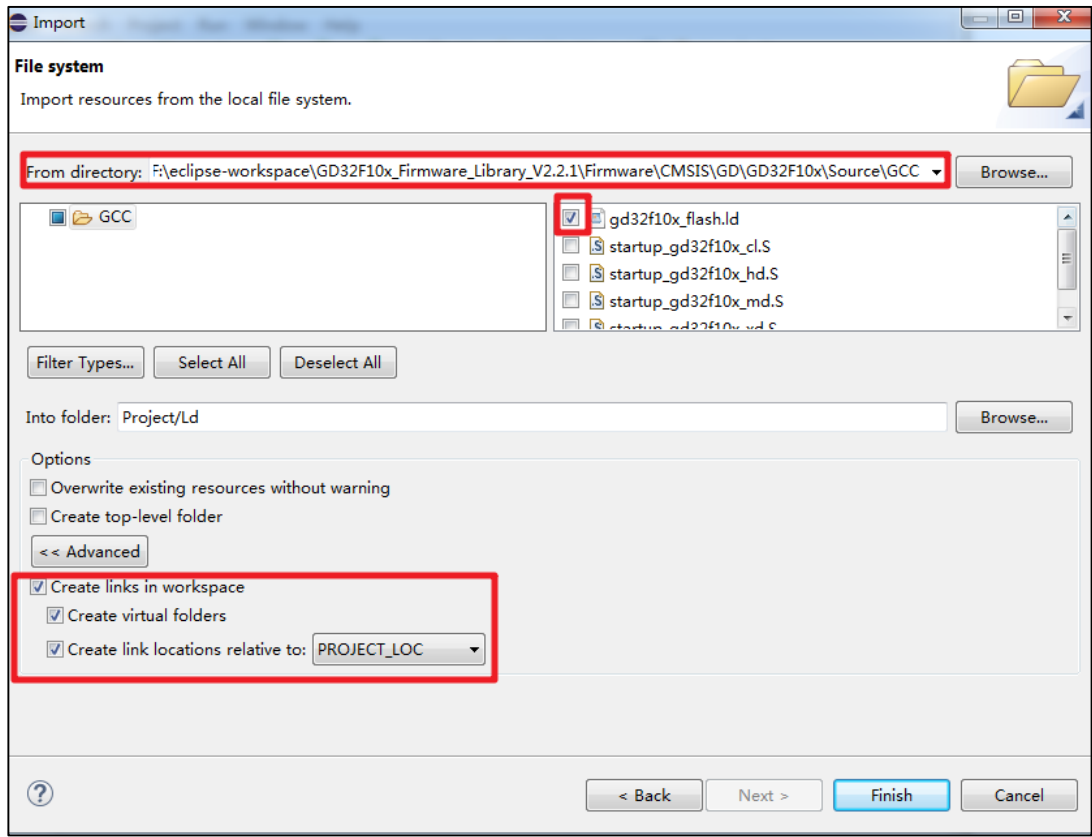 Import
File system
Import resources from the local file system.
From directory: F:\eclipse-workspace\GD32F10x_Firmware_Library_V2.2.1\Firmware\CMSIS\GD\GD32F10x\Source\GCC
Browse...
GCC
gd32f10x_flash.ld
startup_gd32f10x_cl.S
startup_gd32f10x_hd.S
startup_gd32f10x_md.S
startup_gd32f10x_xd.S
Filter Types...
Select All
Deselect All
Into folder: Project/Ld
Browse...
Options
Overwrite existing resources without warning
Create top-level folder
<< Advanced
Create links in workspace
Create virtual folders
Create link locations relative to: PROJECT_LOC
?
< Back
Next >
Finish
Cancel